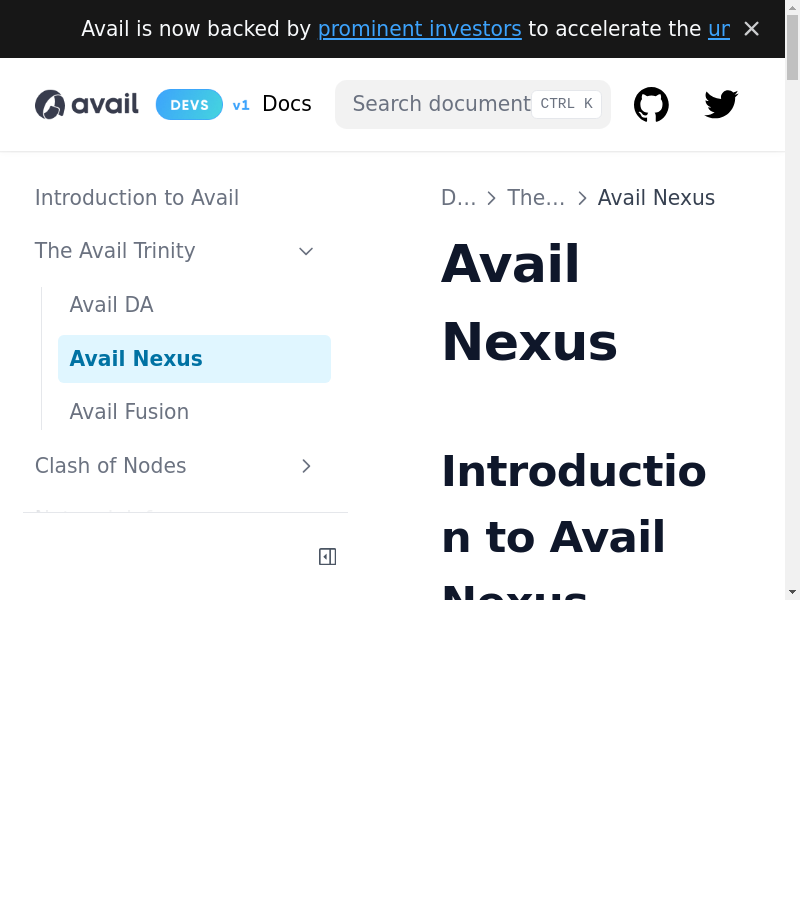 Avail is now backed by prominent investors to accelerate the ur
avail DEVS v1 Docs Search document CTRL K
Introduction to Avail
The Avail Trinity
Avail DA
Avail Nexus
Avail Fusion
Clash of Nodes
D… > The… > Avail Nexus
Avail
Nexus
Introductio
n to Avail
Nexus